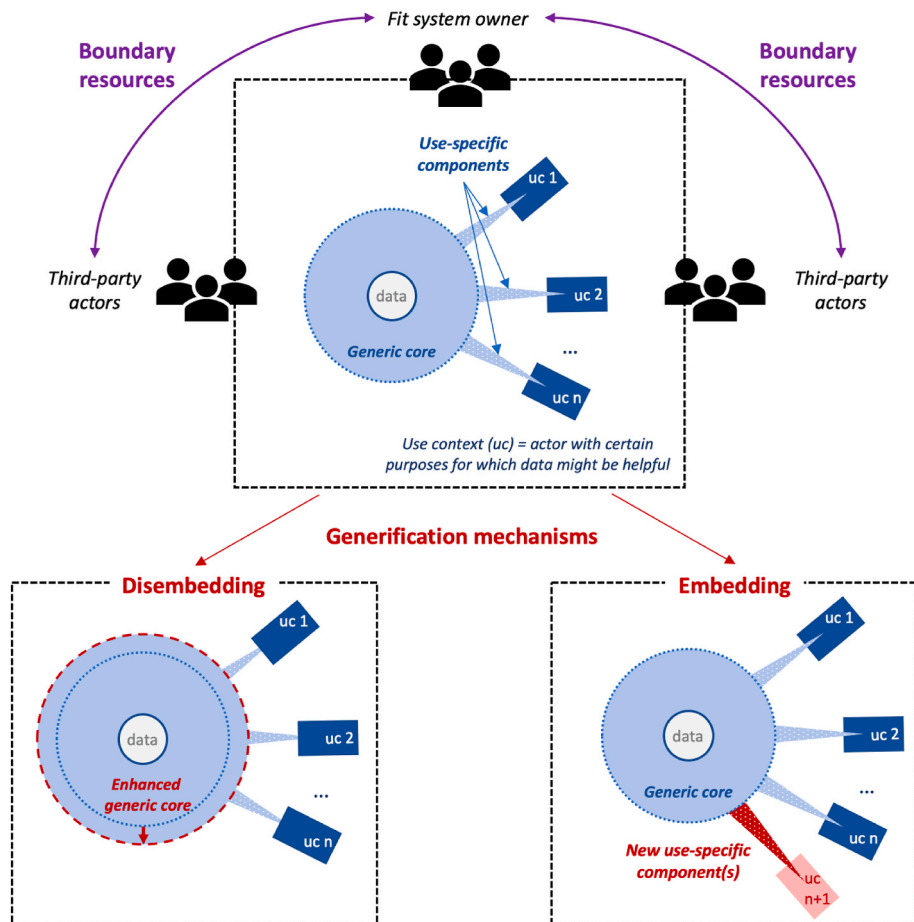 Fit system owner
Boundary
resources
Boundary
resources
Use-specific
components
uc 1
Third-party
actors
data
uc 2
Third-party
actors
Generic core
...
uc n
Use context (uc) = actor with certain
purposes for which data might be helpful
Generification mechanisms
Disembedding
uc 1
data
uc 2
Enhanced
generic core
...
uc n
Embedding
uc 1
data
uc 2
Generic core
...
uc n
New use-specific
component(s)
uc
n+1